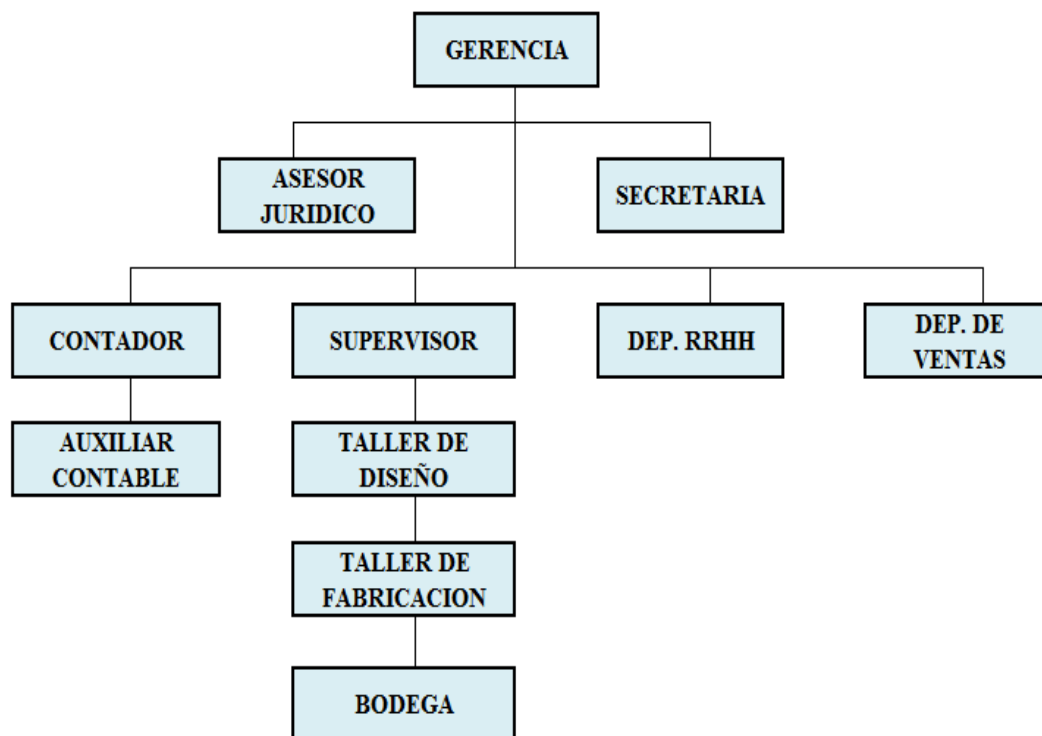 GERENCIA
ASESOR
JURIDICO
SECRETARIA
CONTADOR
SUPERVISOR
DEP. RRHH
DEP. DE
VENTAS
AUXILIAR
CONTABLE
TALLER DE
DISEÑO
TALLER DE
FABRICACION
BODEGA